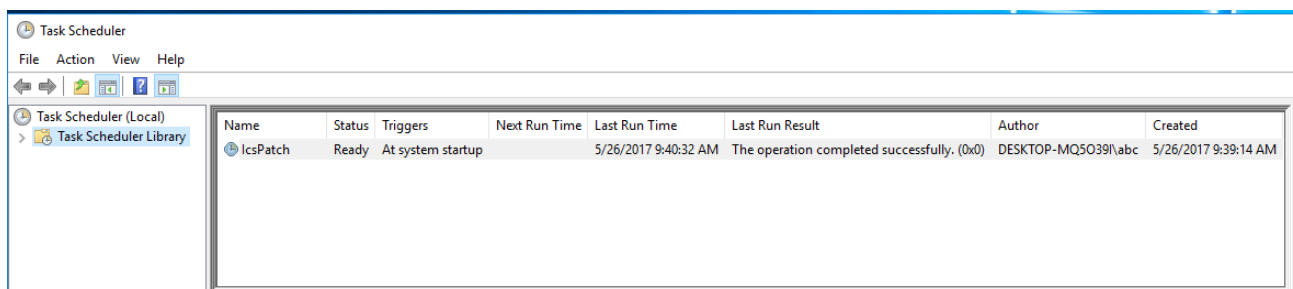 Task Scheduler
File Action View Help
Task Scheduler (Local)
Task Scheduler Library
Name Status Triggers Next Run Time Last Run Time Last Run Result Author Created
IcsPatch Ready At system startup 5/26/2017 9:40:32 AM The operation completed successfully. (0x0) DESKTOP-MQ5O39I\abc 5/26/2017 9:39:14 AM